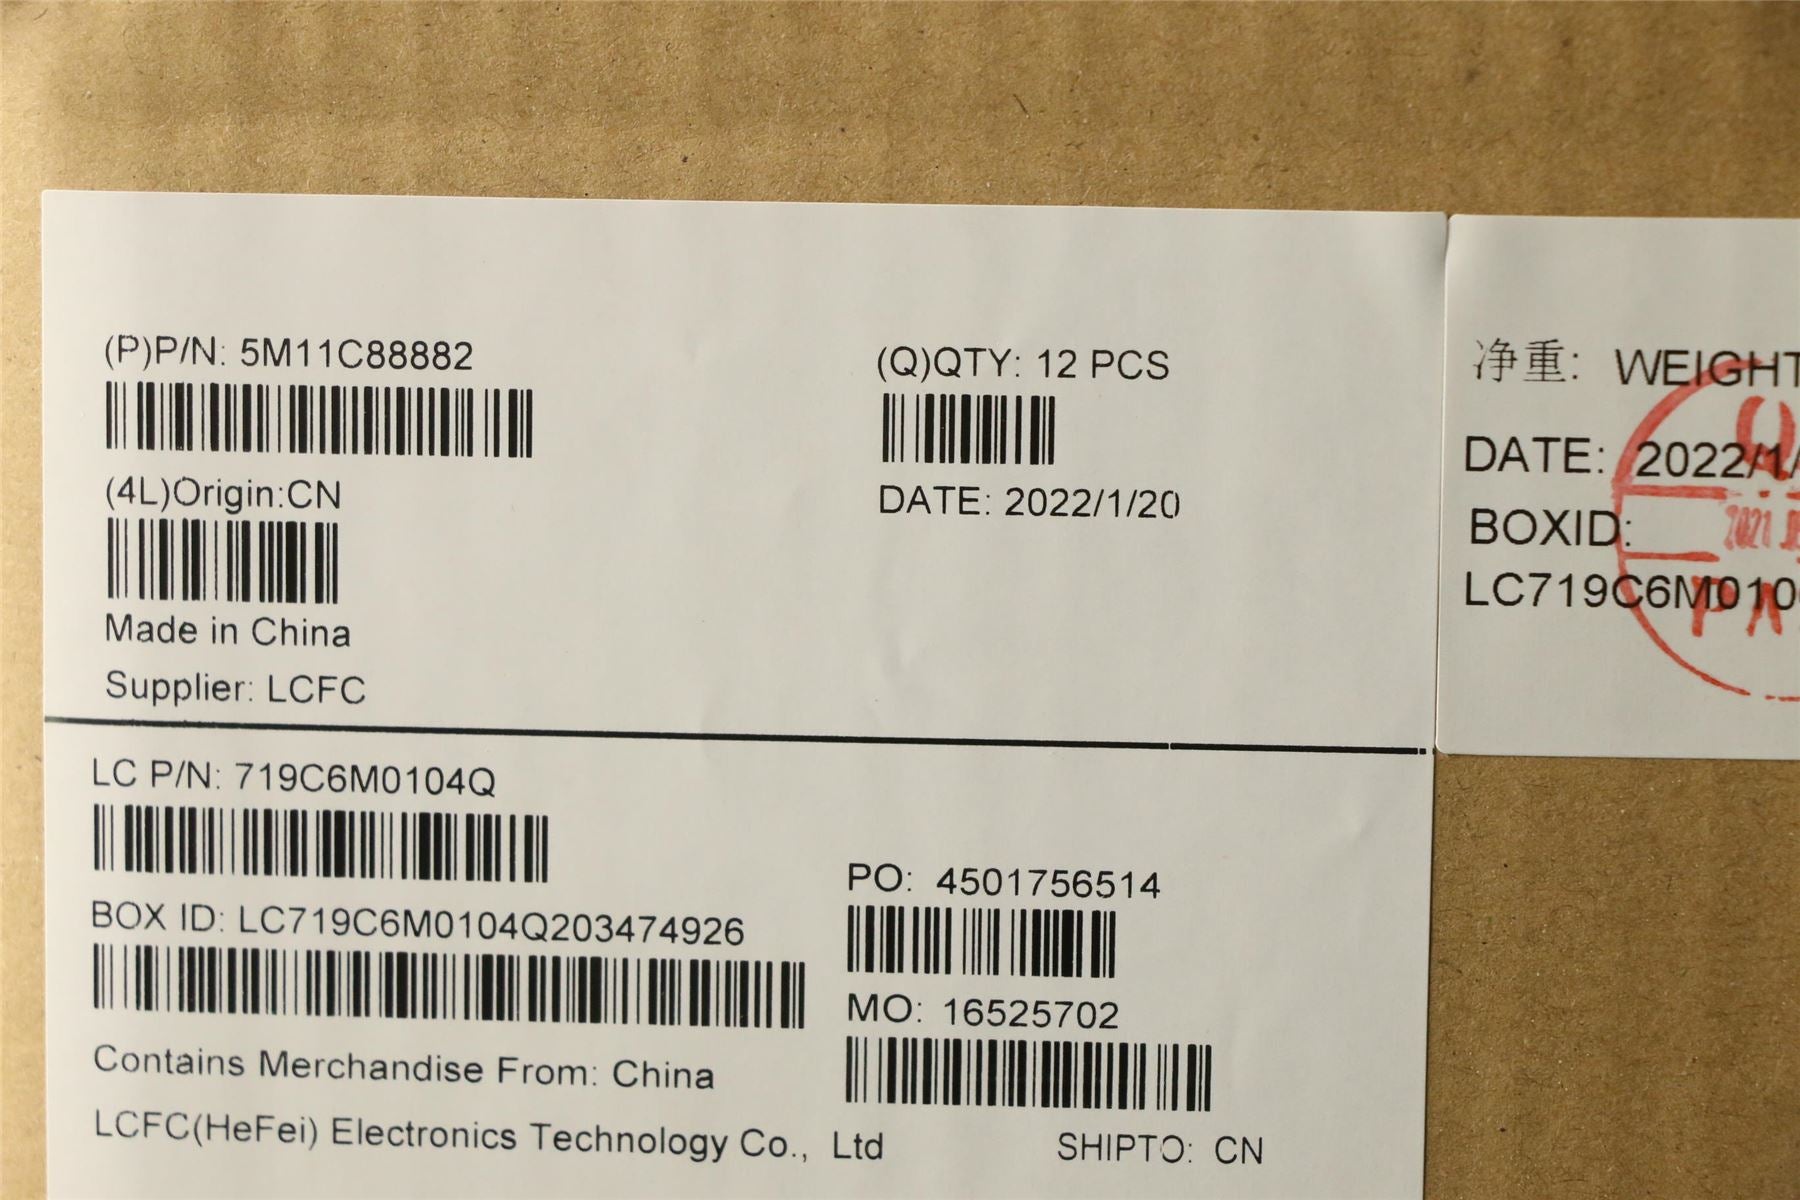 (P)P/N: 5M11C88882
(Q)QTY: 12 PCS
(4L)Origin:CN
DATE: 2022/1/20
Made in China
Supplier: LCFC
LC P/N: 719C6M0104Q
PO: 4501756514
BOX ID: LC719C6M0104Q203474926
MO: 16525702
Contains Merchandise From: China
LCFC(HeFei) Electronics Technology Co., Ltd
SHIPTO: CN
净重: WEIGHT
DATE: 2022/1/
BOXID:
LC719C6M010
2021